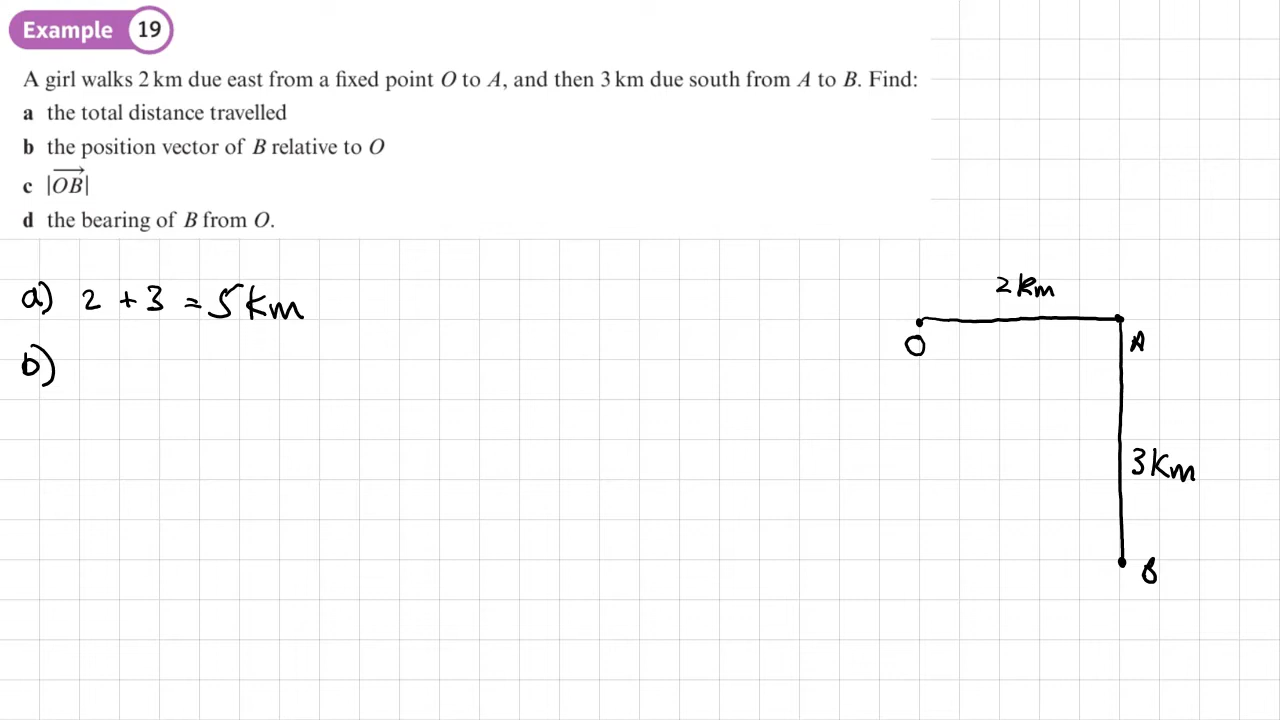 Example 19
A girl walks 2 km due east from a fixed point O to A, and then 3 km due south from A to B. Find:
a the total distance travelled
b the position vector of B relative to O
c |\overrightarrow{OB}|
d the bearing of B from O.
a) 2 + 3 = 5 km
b)
2 km
O
A
3 km
B